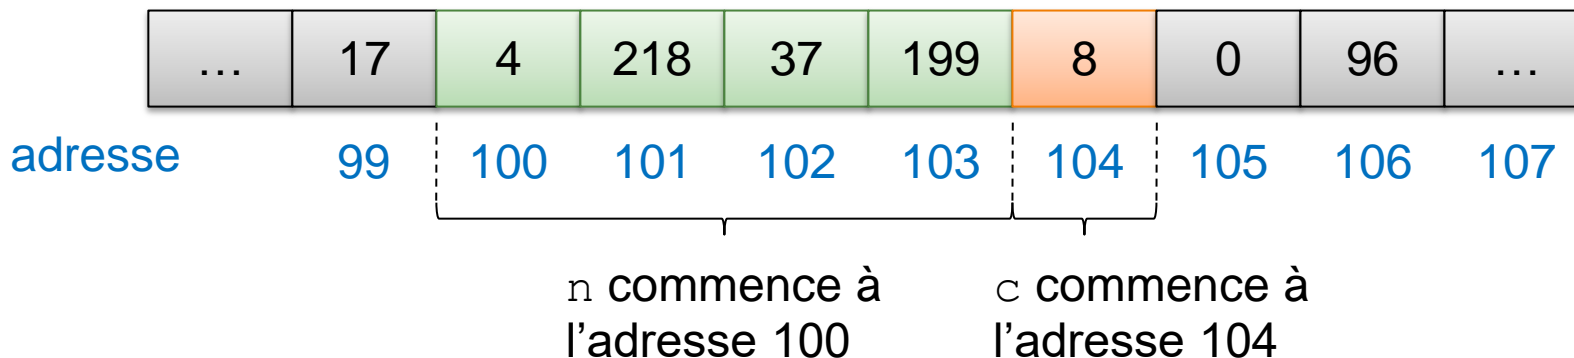 … 17 4 218 37 199 8 0 96 …
adresse 99 100 101 102 103 104 105 106 107
n commence à
l’adresse 100
c commence à
l’adresse 104